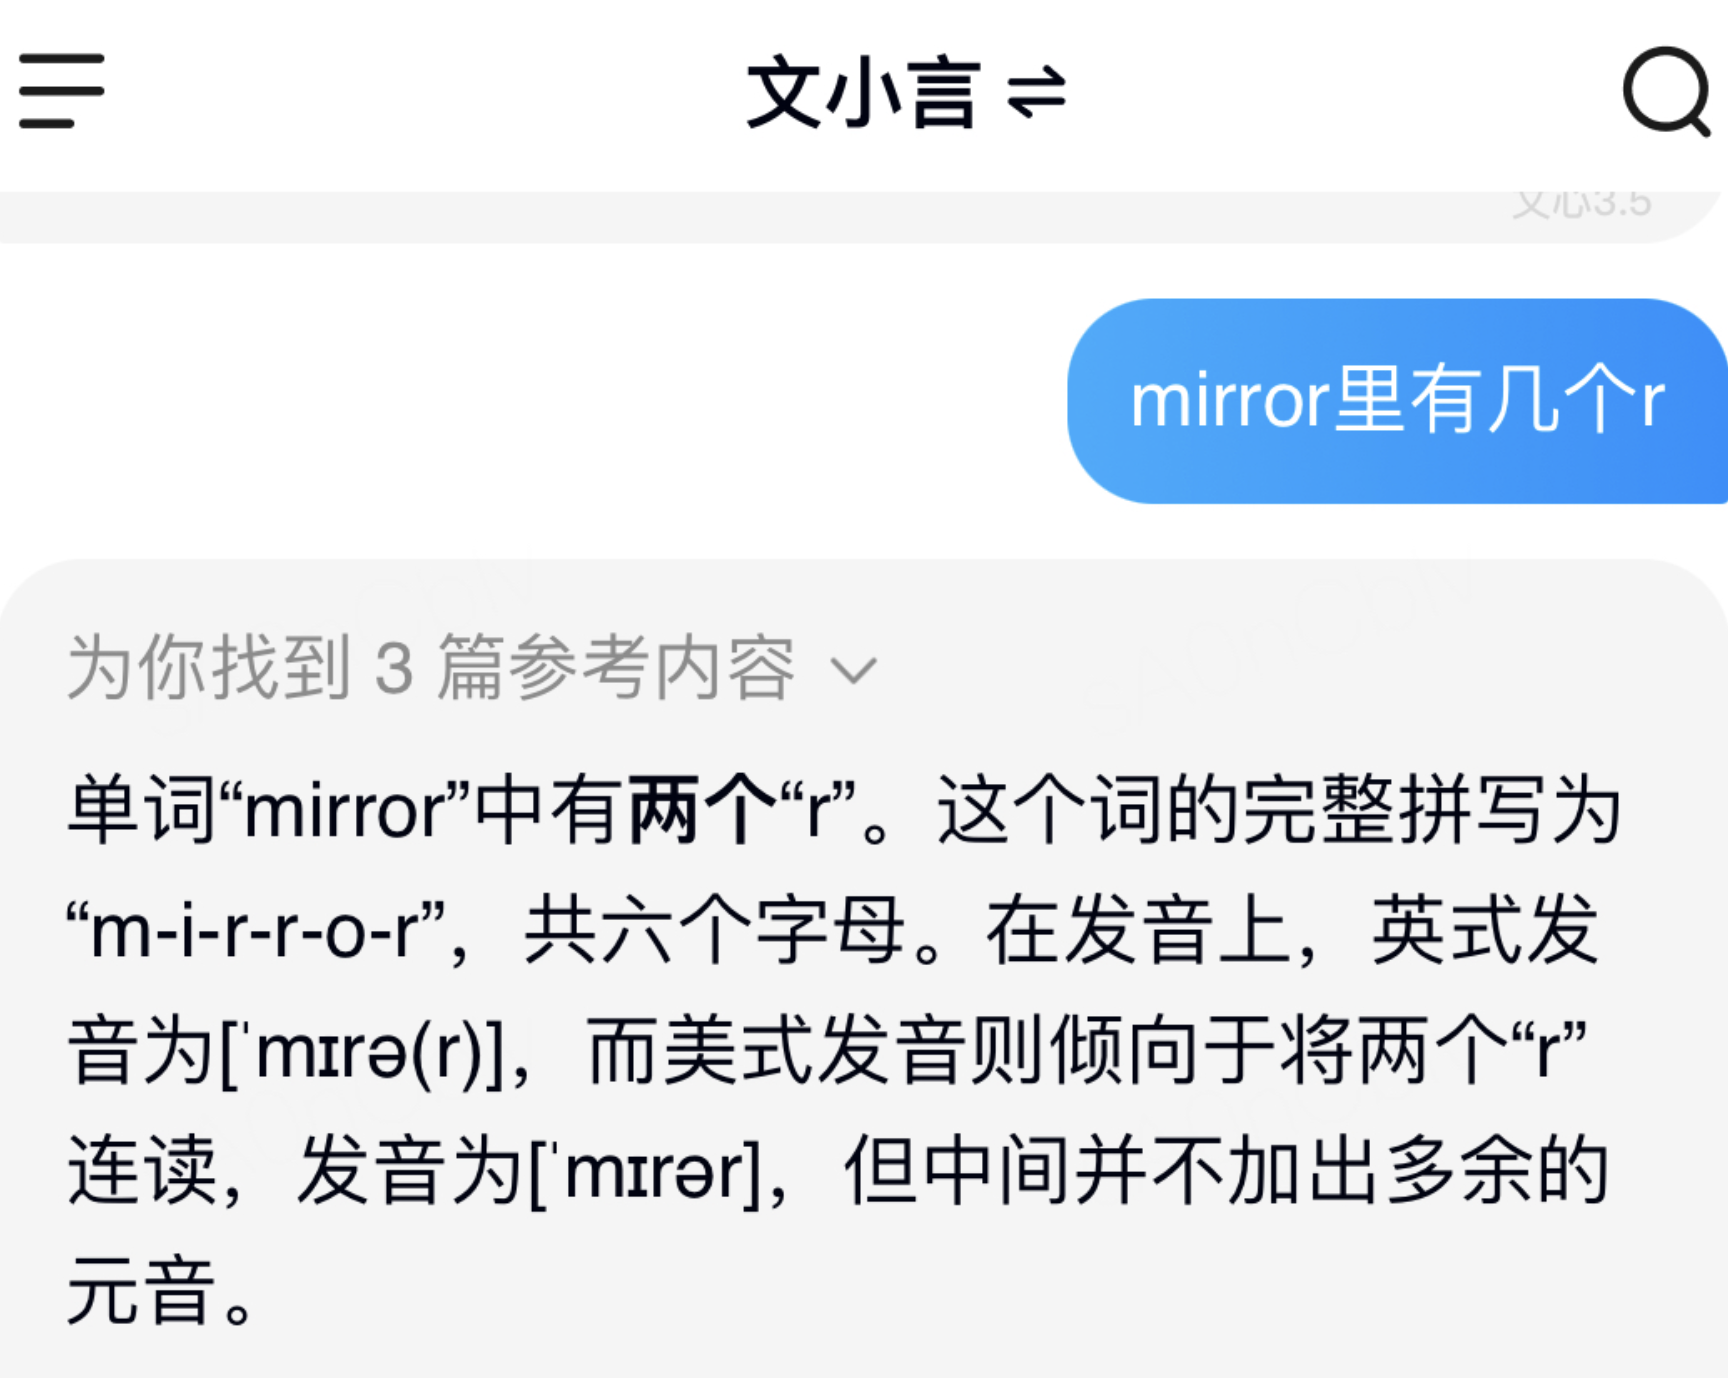 文小言
文心3.5
mirror里有几个r
为你找到 3 篇参考内容
单词“mirror”中有两个“r”。这个词的完整拼写为
“m-i-r-r-o-r”，共六个字母。在发音上，英式发
音为[ˈmɪrə(r)]，而美式发音则倾向于将两个“r”
连读，发音为[ˈmɪrər]，但中间并不加出多余的
元音。